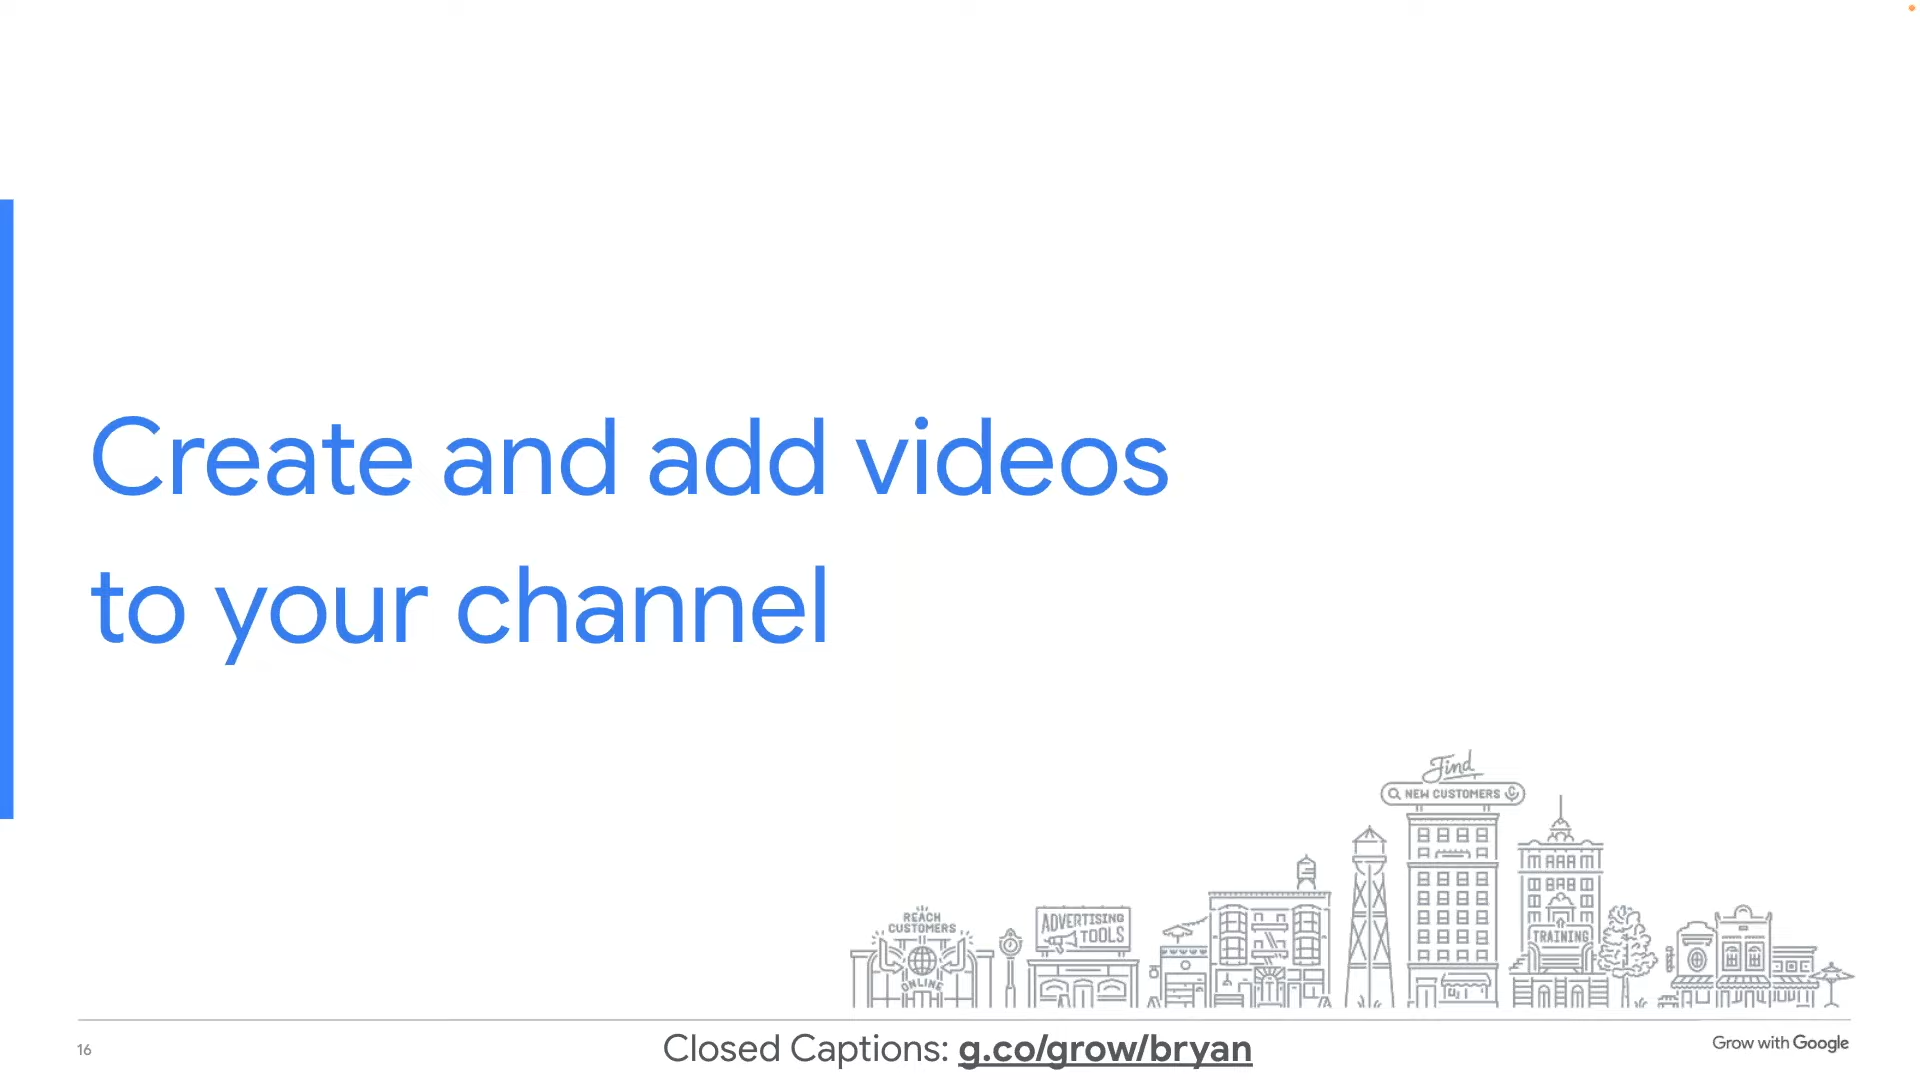 Create and add videos
to your channel
Find
NEW CUSTOMERS
REACH
CUSTOMERS
ONLINE
ADVERTISING
TOOLS
TRAINING
16
Closed Captions: g.co/grow/bryan
Grow with Google